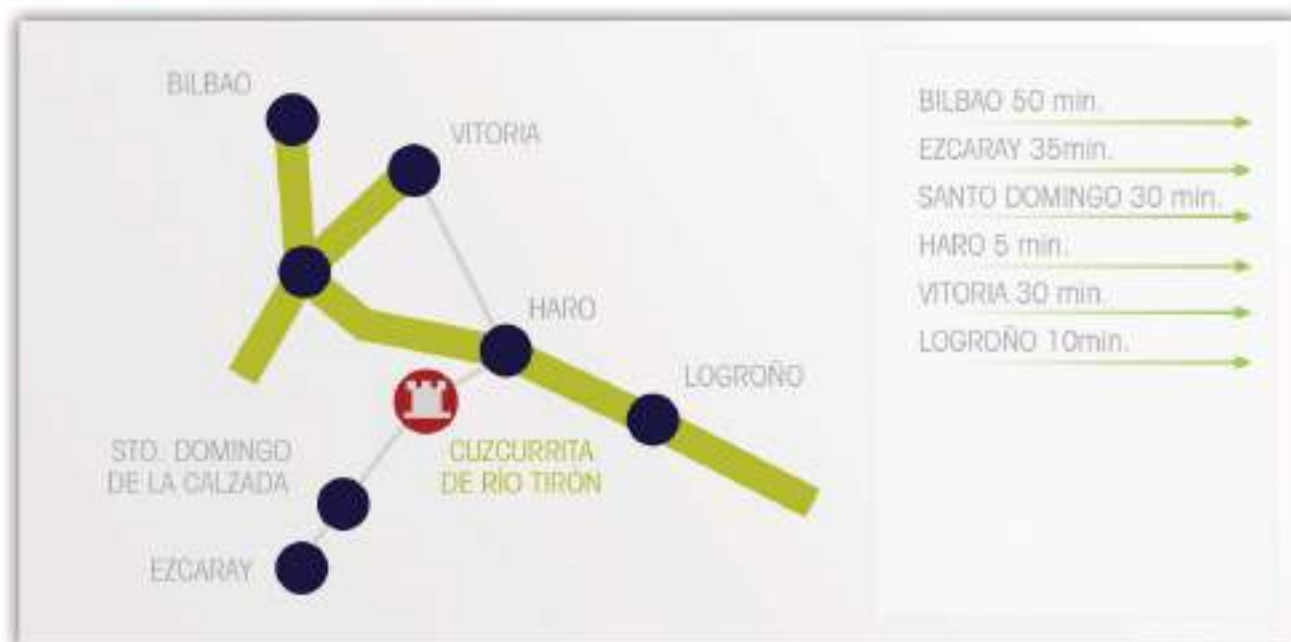 BILBAO
VITORIA
HARO
LOGROÑO
STO. DOMINGO
DE LA CALZADA
CUZCURRITA
DE RÍO TIRÓN
EZCARAY
BILBAO 50 min.
EZCARAY 35min.
SANTO DOMINGO 30 min.
HARO 5 min.
VITORIA 30 min.
LOGROÑO 10min.